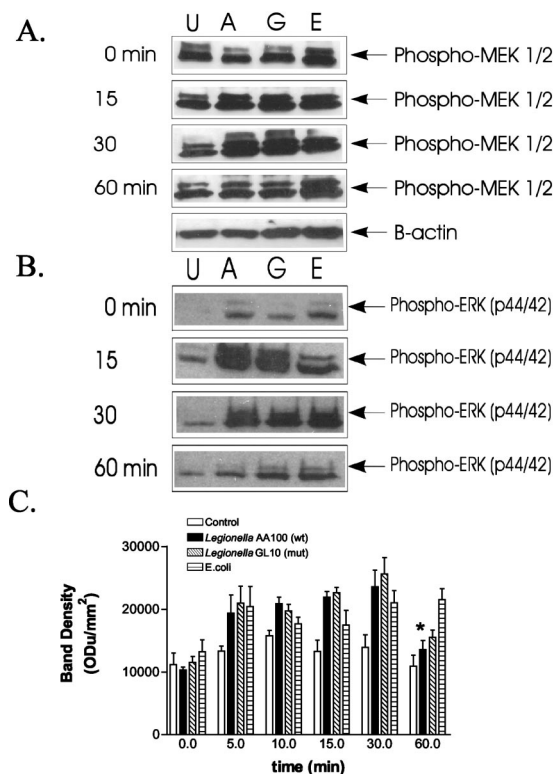 A.
U A G E
0 min Phospho-MEK 1/2
15 Phospho-MEK 1/2
30 Phospho-MEK 1/2
60 min Phospho-MEK 1/2
B-actin
B.
U A G E
0 min Phospho-ERK (p44/42)
15 Phospho-ERK (p44/42)
30 Phospho-ERK (p44/42)
60 min Phospho-ERK (p44/42)
C.
Control
Legionella AA100 (wt)
Legionella GL10 (mut)
E.coli
30000
20000
10000
0
Band Density
(ODu/mm²)
*
0.0 5.0 10.0 15.0 30.0 60.0
time (min)